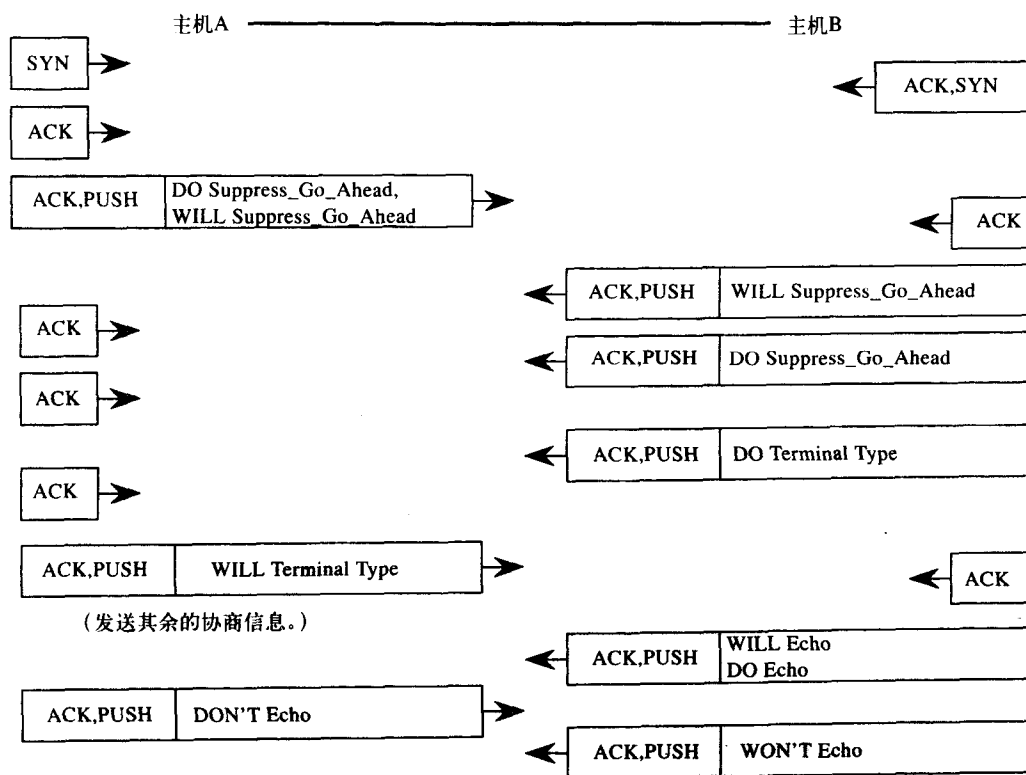 主机A
主机B
SYN
ACK,SYN
ACK
ACK,PUSH
DO Suppress_Go_Ahead,
WILL Suppress_Go_Ahead
ACK
ACK,PUSH
WILL Suppress_Go_Ahead
ACK
ACK,PUSH
DO Suppress_Go_Ahead
ACK
ACK,PUSH
DO Terminal Type
ACK
ACK,PUSH
WILL Terminal Type
ACK
（发送其余的协商信息。）
ACK,PUSH
WILL Echo
DO Echo
ACK,PUSH
DON'T Echo
ACK,PUSH
WON'T Echo